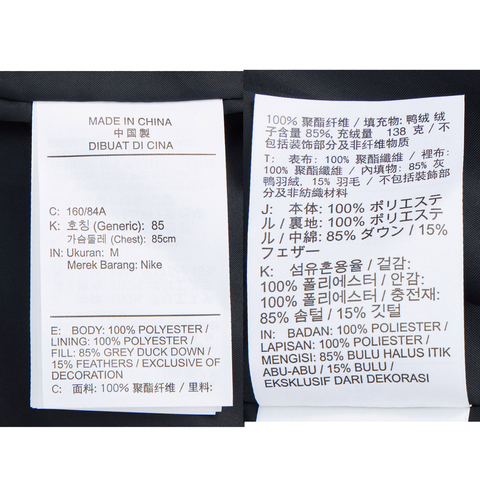 MADE IN CHINA
中国製
DIBUAT DI CINA
C: 160/84A
K: 호칭 (Generic): 85
가슴둘레 (Chest): 85cm
IN: Ukuran: M
Merek Barang: Nike
E: BODY: 100% POLYESTER /
LINING: 100% POLYESTER /
FILL: 85% GREY DUCK DOWN /
15% FEATHERS / EXCLUSIVE OF
DECORATION
C: 面料: 100% 聚酯纤维 / 里料:
100% 聚酯纤维 / 填充物: 鸭绒 绒
子含量 85%, 充绒量 138 克 / 不
包括装饰部分及非纤维物质
T: 表布: 100% 聚酯纖維 / 裡布:
100% 聚酯纖維 / 內填物: 85% 灰
鴨羽絨, 15% 羽毛 / 不包括裝飾部
分及非紡織材料
J: 本体: 100% ポリエステ
ル / 裏地: 100% ポリエステ
ル / 中綿: 85% ダウン / 15%
フェザー
K: 섬유혼용율 / 겉감:
100% 폴리에스터 / 안감:
100% 폴리에스터 / 충전재:
85% 솜털 / 15% 깃털
IN: BADAN: 100% POLIESTER /
LAPISAN: 100% POLIESTER /
MENGISI: 85% BULU HALUS ITIK
ABU-ABU / 15% BULU /
EKSKLUSIF DARI DEKORASI